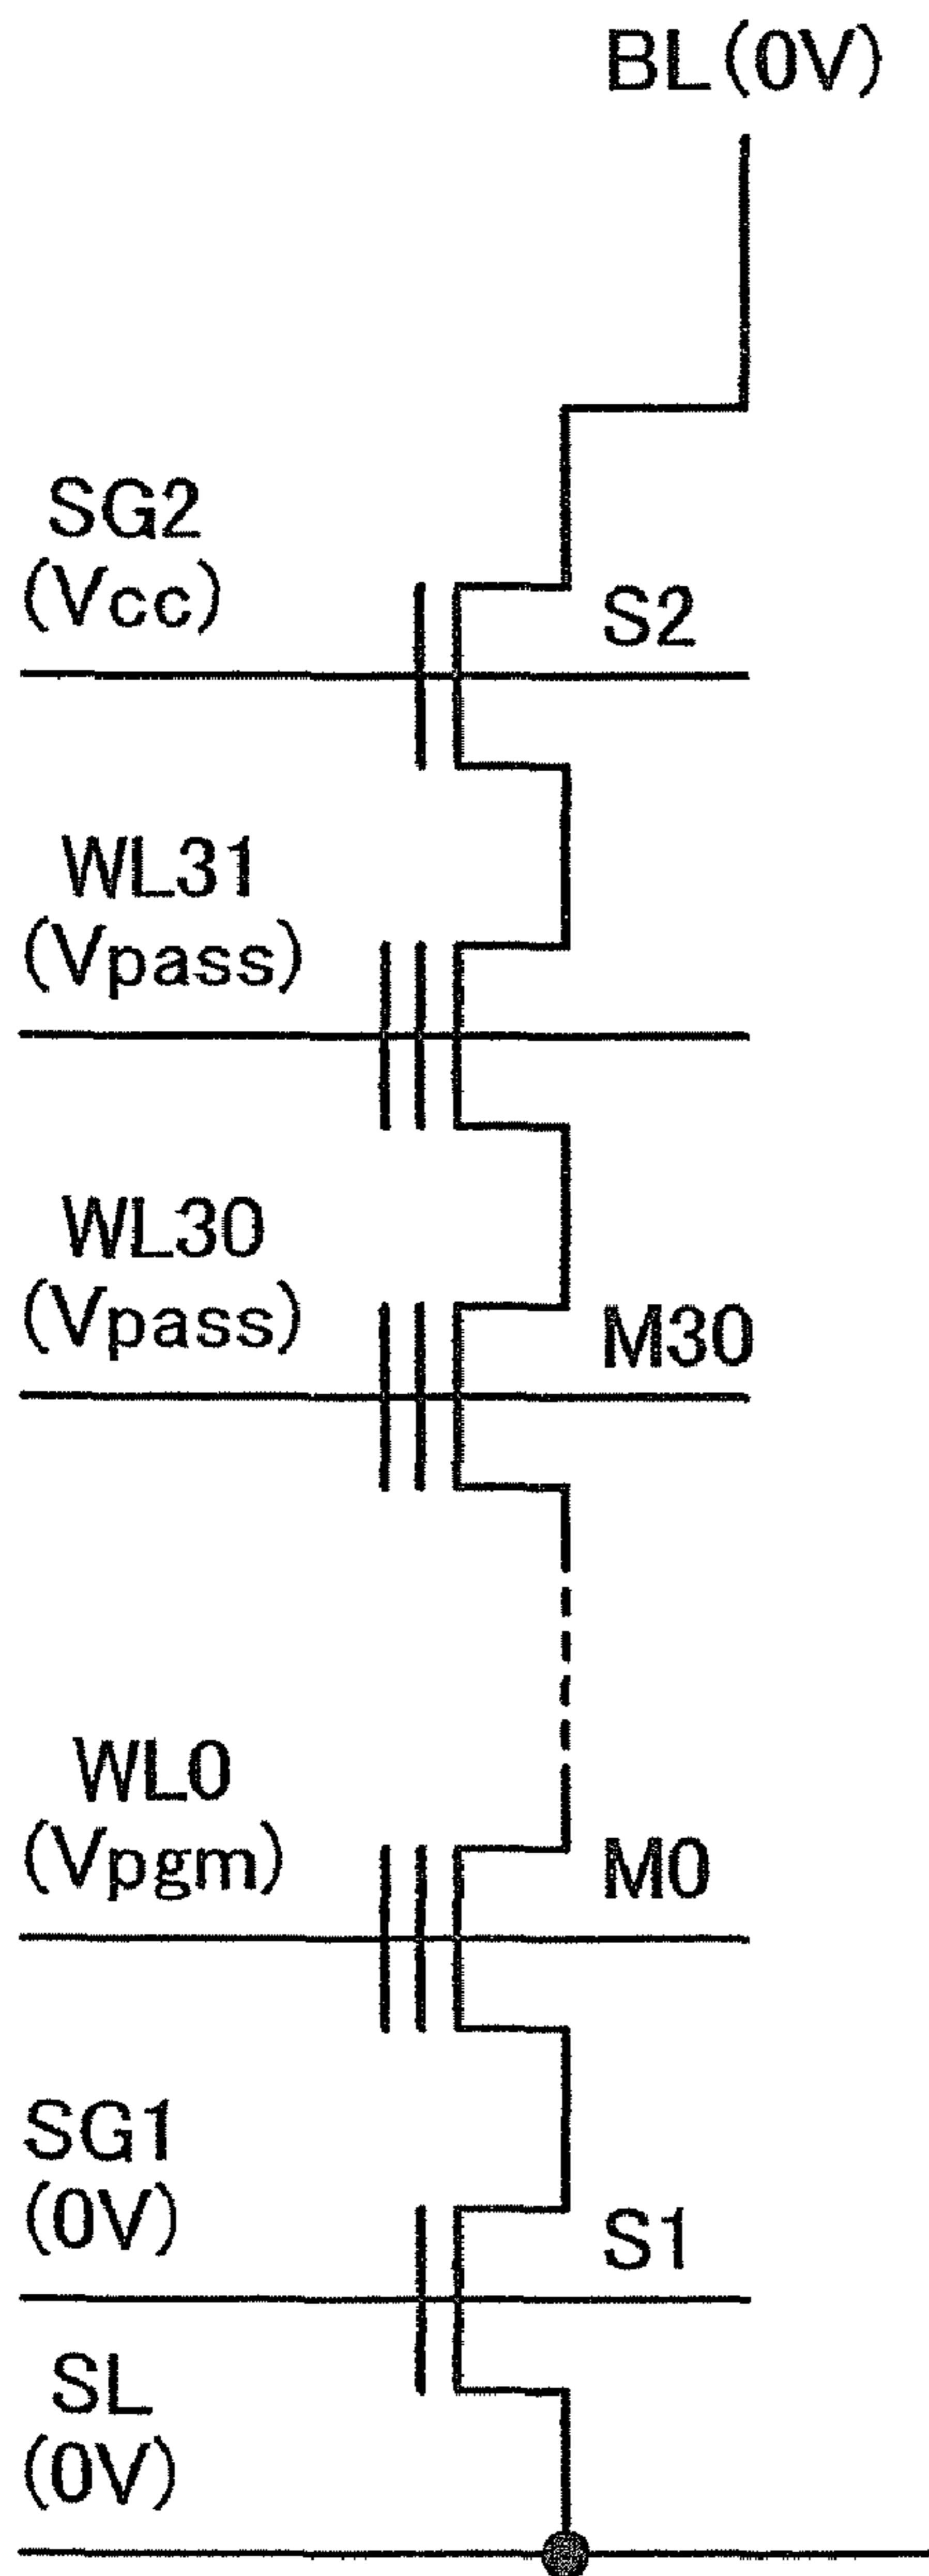 BL(0V)
SG2
(Vcc)
S2
WL31
(Vpass)
WL30
(Vpass)
M30
WL0
(Vpgm)
M0
SG1
(0V)
S1
SL
(0V)